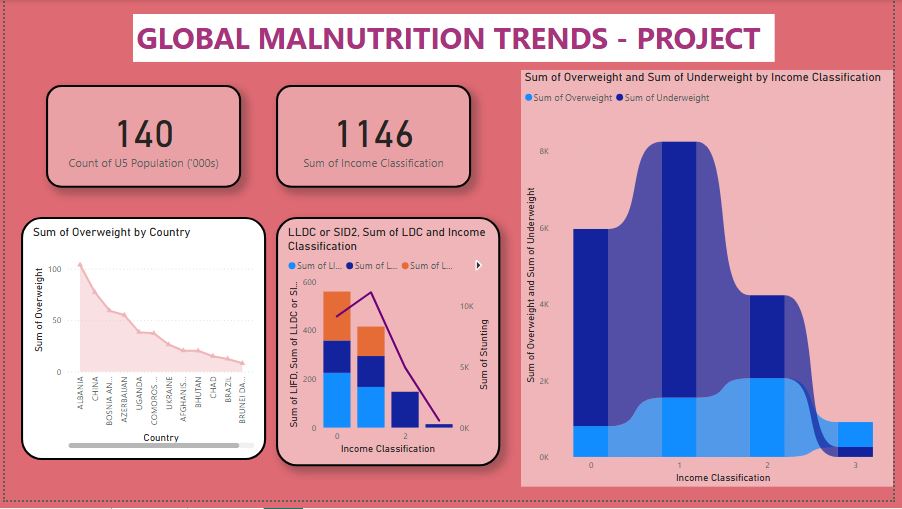 GLOBAL MALNUTRITION TRENDS - PROJECT
140
Count of US Population ('000s)
1146
Sum of Income Classification
Sum of Overweight by Country
Sum of Overweight
100
50
0
ALBANIA
CHINA
BOSNIA AN...
AZERBAIJAN
UGANDA
COMOROS ...
UKRAINE
AFGHANIS...
BHUTAN
CHAD
BRAZIL
BRUNEI DA...
Country
LLDC or SID2, Sum of LDC and Income
Classification
Sum of LI... Sum of L... Sum of L...
Sum of LIFD, Sum of LLDC or SI...
600
400
200
0
10K
5K
0K
Sum of Stunting
0 2
Income Classification
Sum of Overweight and Sum of Underweight by Income Classification
Sum of Overweight Sum of Underweight
Sum of Overweight and Sum of Underweight
8K
6K
4K
2K
0K
0 1 2 3
Income Classification